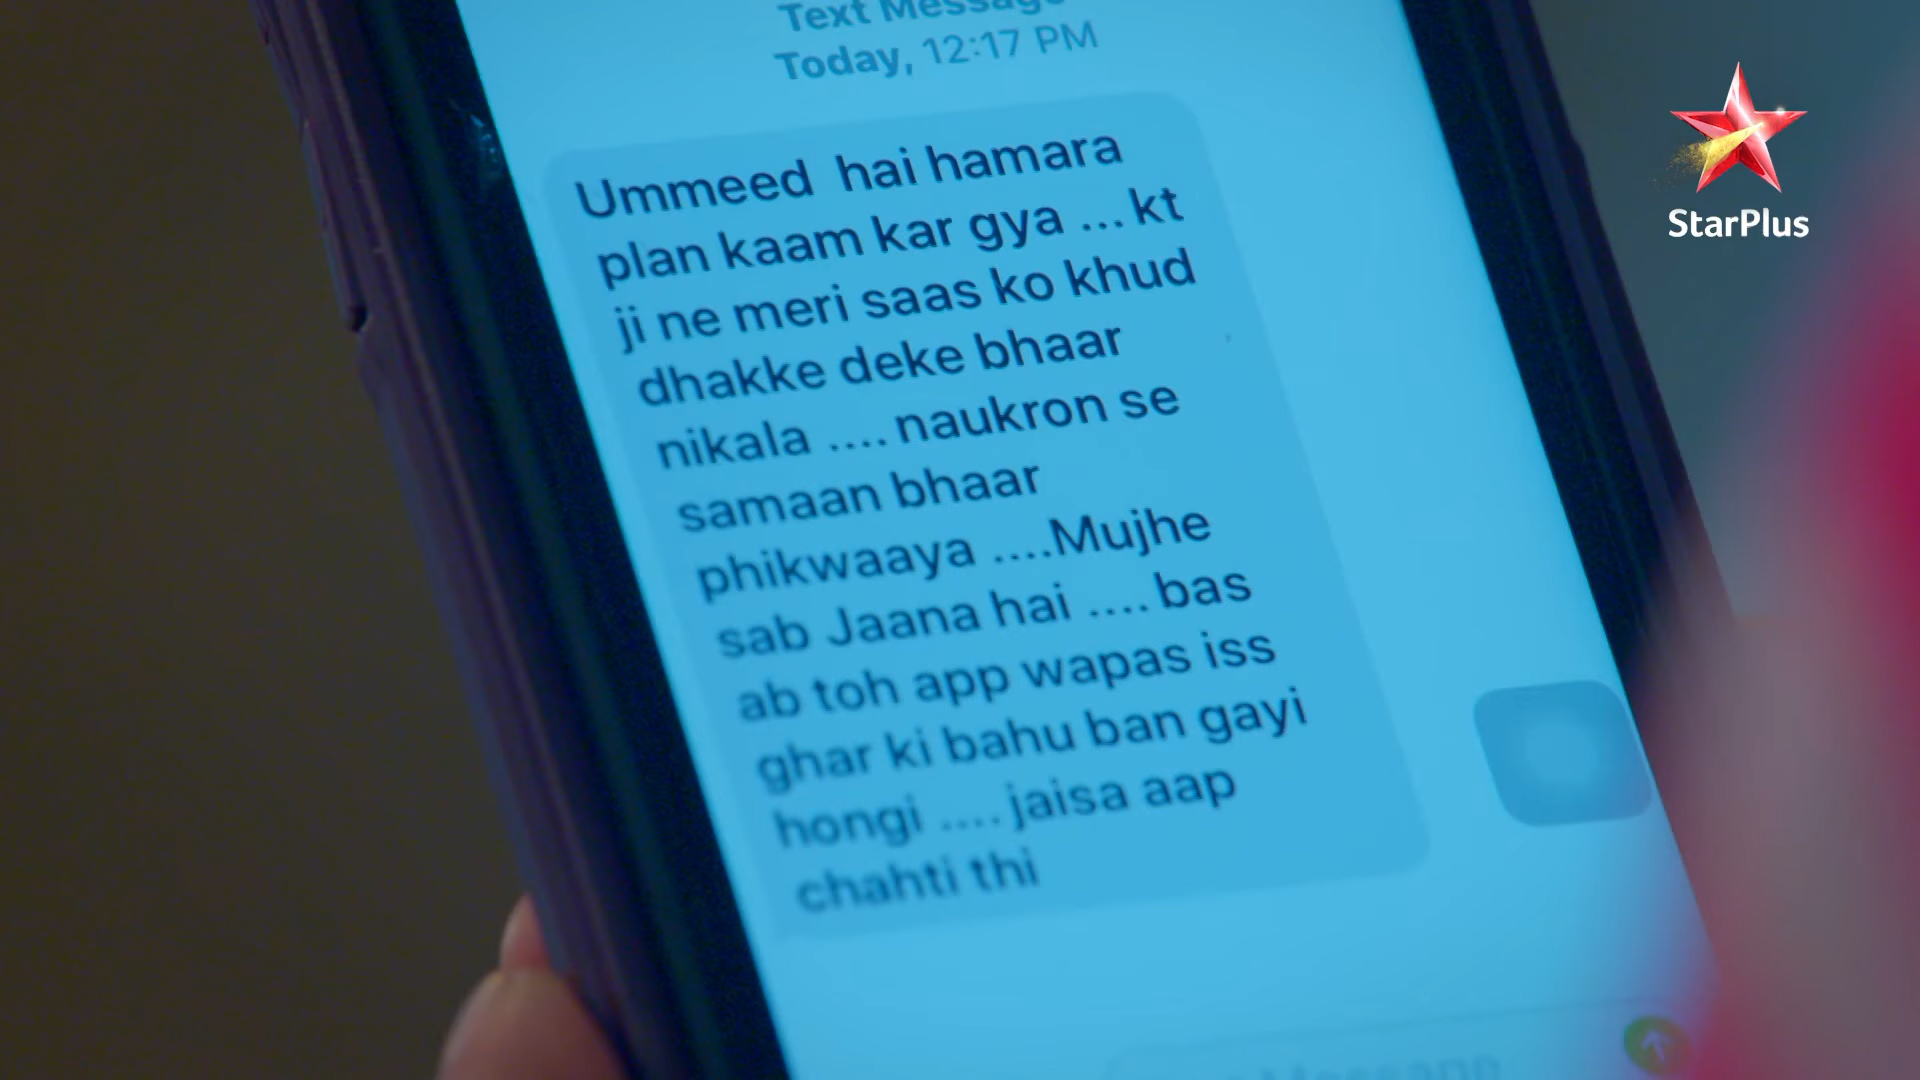 Text Message
Today, 12:17 PM
Ummeed hai hamara
plan kaam kar gya ... kt
ji ne meri saas ko khud
dhakke deke bhaar
nikala .... naukron se
samaan bhaar
phikwaaya ....Mujhe
sab Jaana hai .... bas
ab toh app wapas iss
ghar ki bahu ban gayi
hongi .... jaisa aap
chahti thi
Message
StarPlus